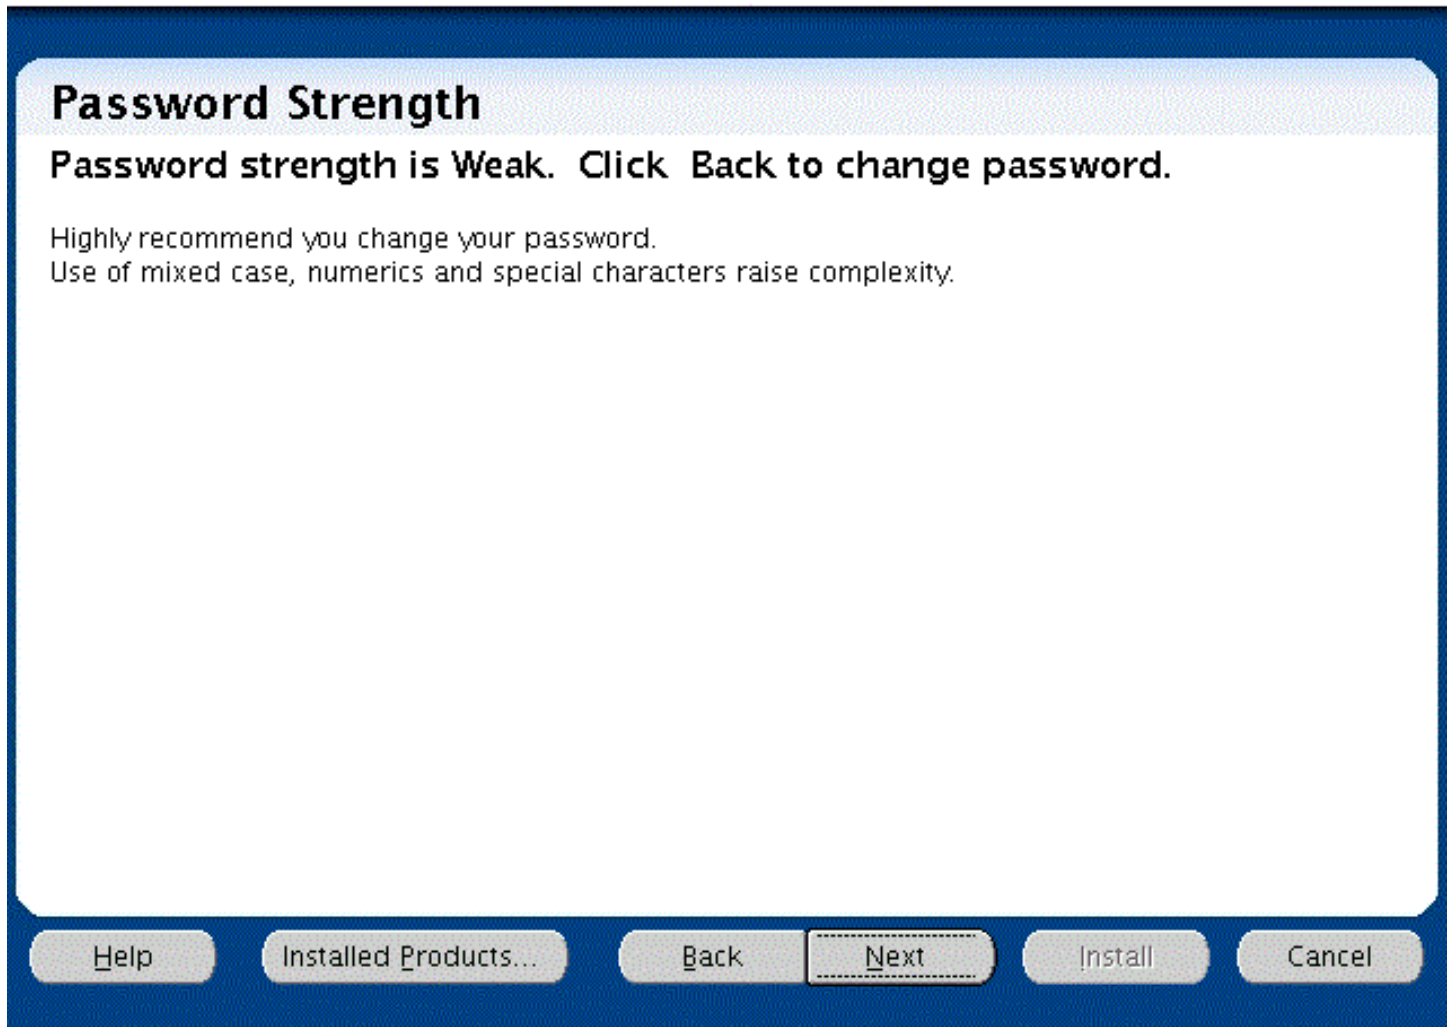 Password Strength
Password strength is Weak.  Click  Back to change password.
Highly recommend you change your password.
Use of mixed case, numerics and special characters raise complexity.
Help
Installed Products...
Back
Next
Install
Cancel